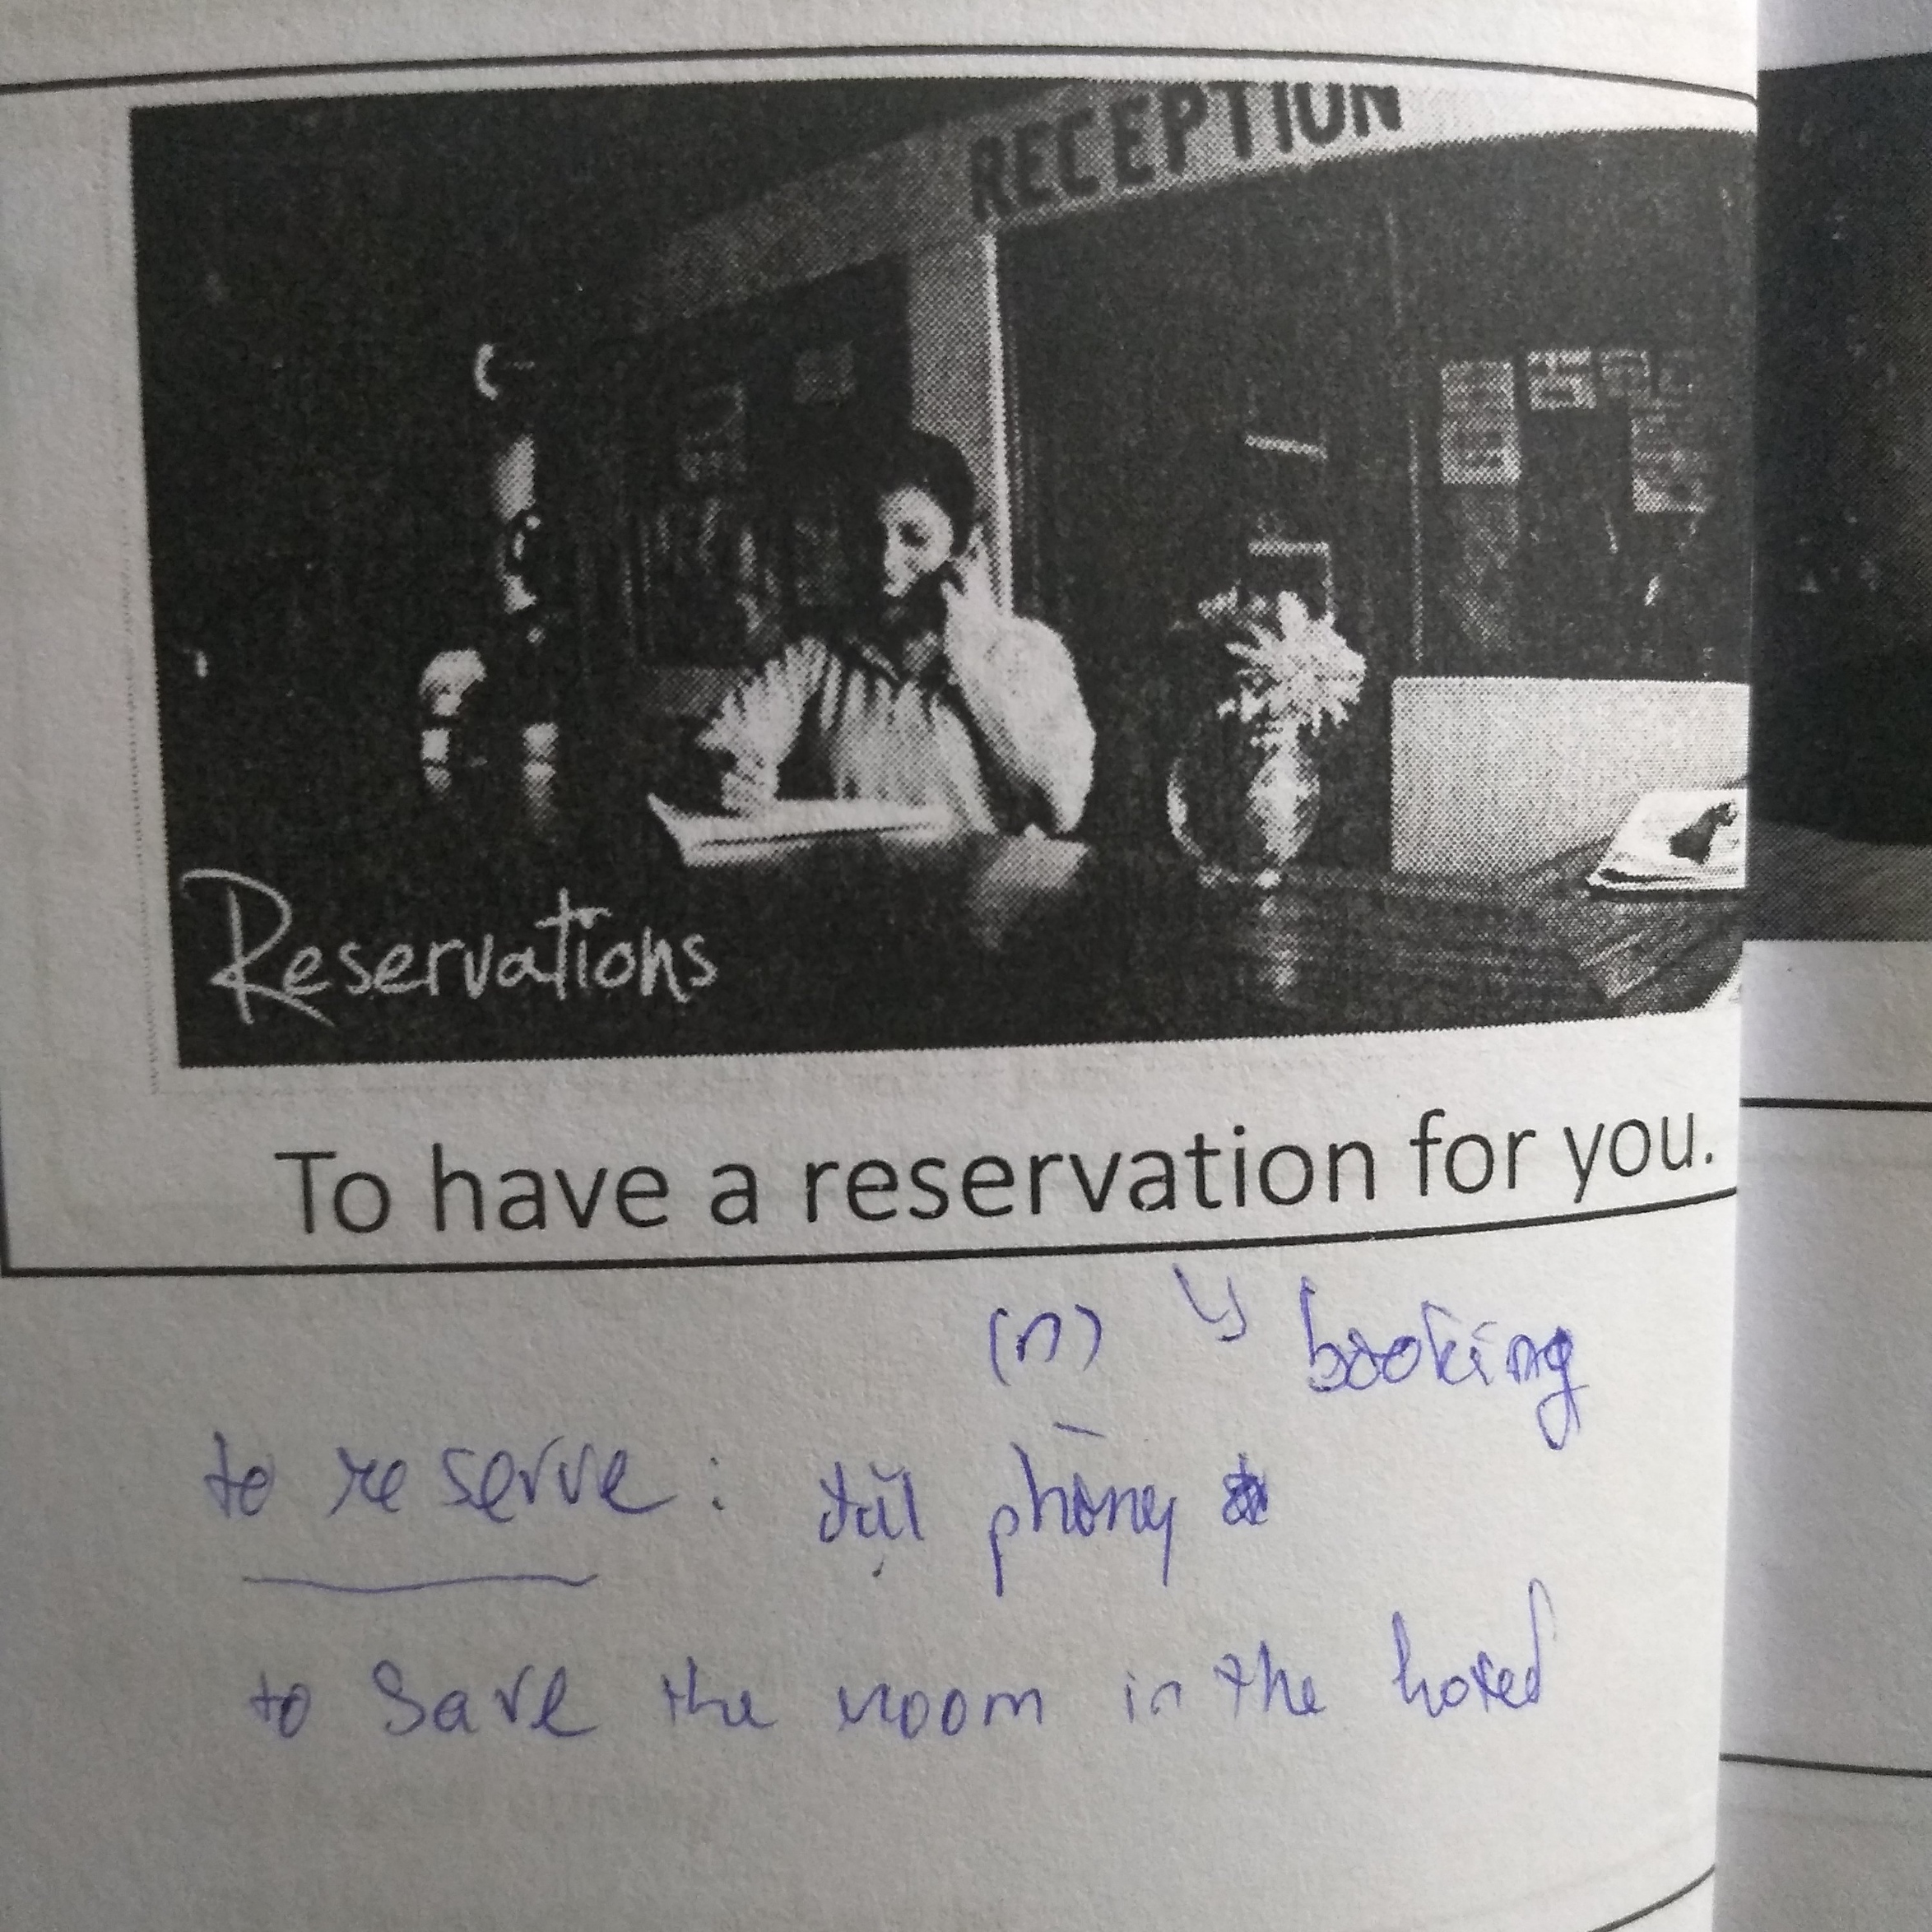 RECEPTION
Reservations
To have a reservation for you.
(n) ↳ booking
to reserve : đặt phòng
to save the room in the hotel